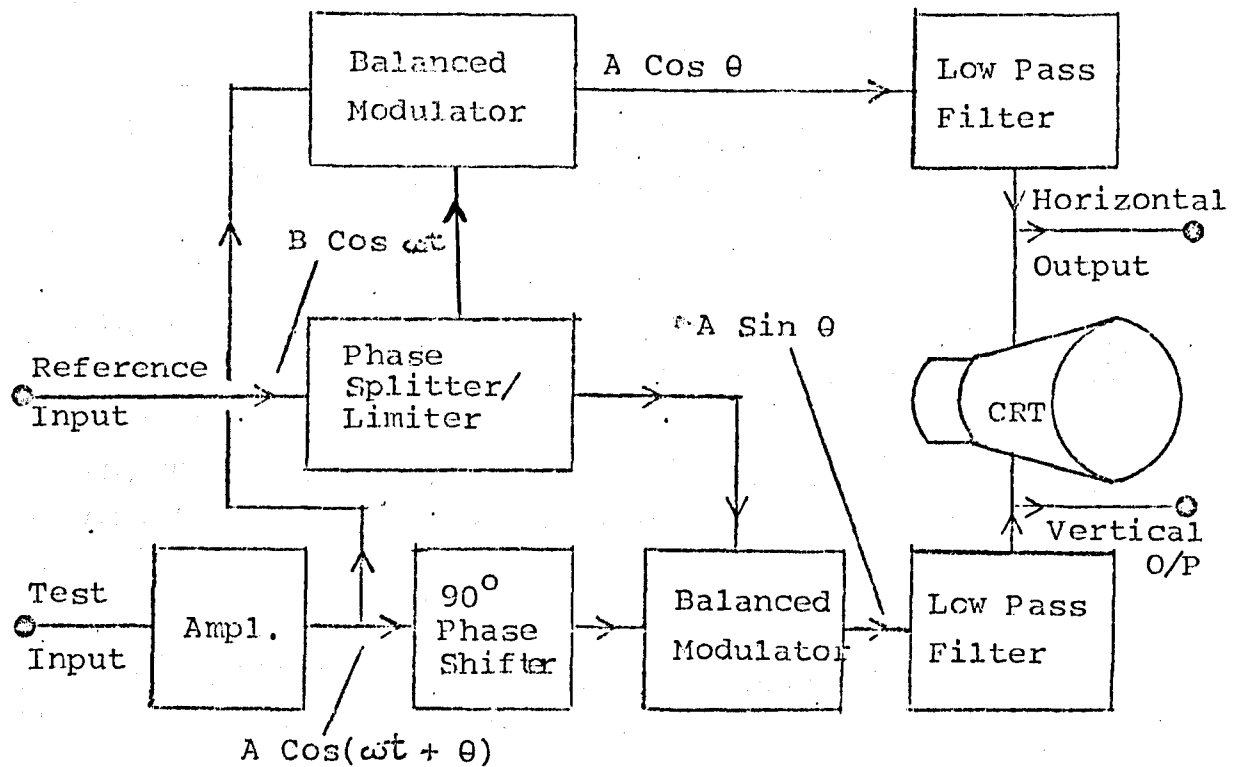 Balanced
Modulator
A Cos θ
Low Pass
Filter
Horizontal
Output
B Cos ωt
A Sin θ
Reference
Input
Phase
Splitter/
Limiter
CRT
Vertical
O/P
Test
Input
Ampl.
90°
Phase
Shifter
Balanced
Modulator
Low Pass
Filter
A Cos(ωt + θ)